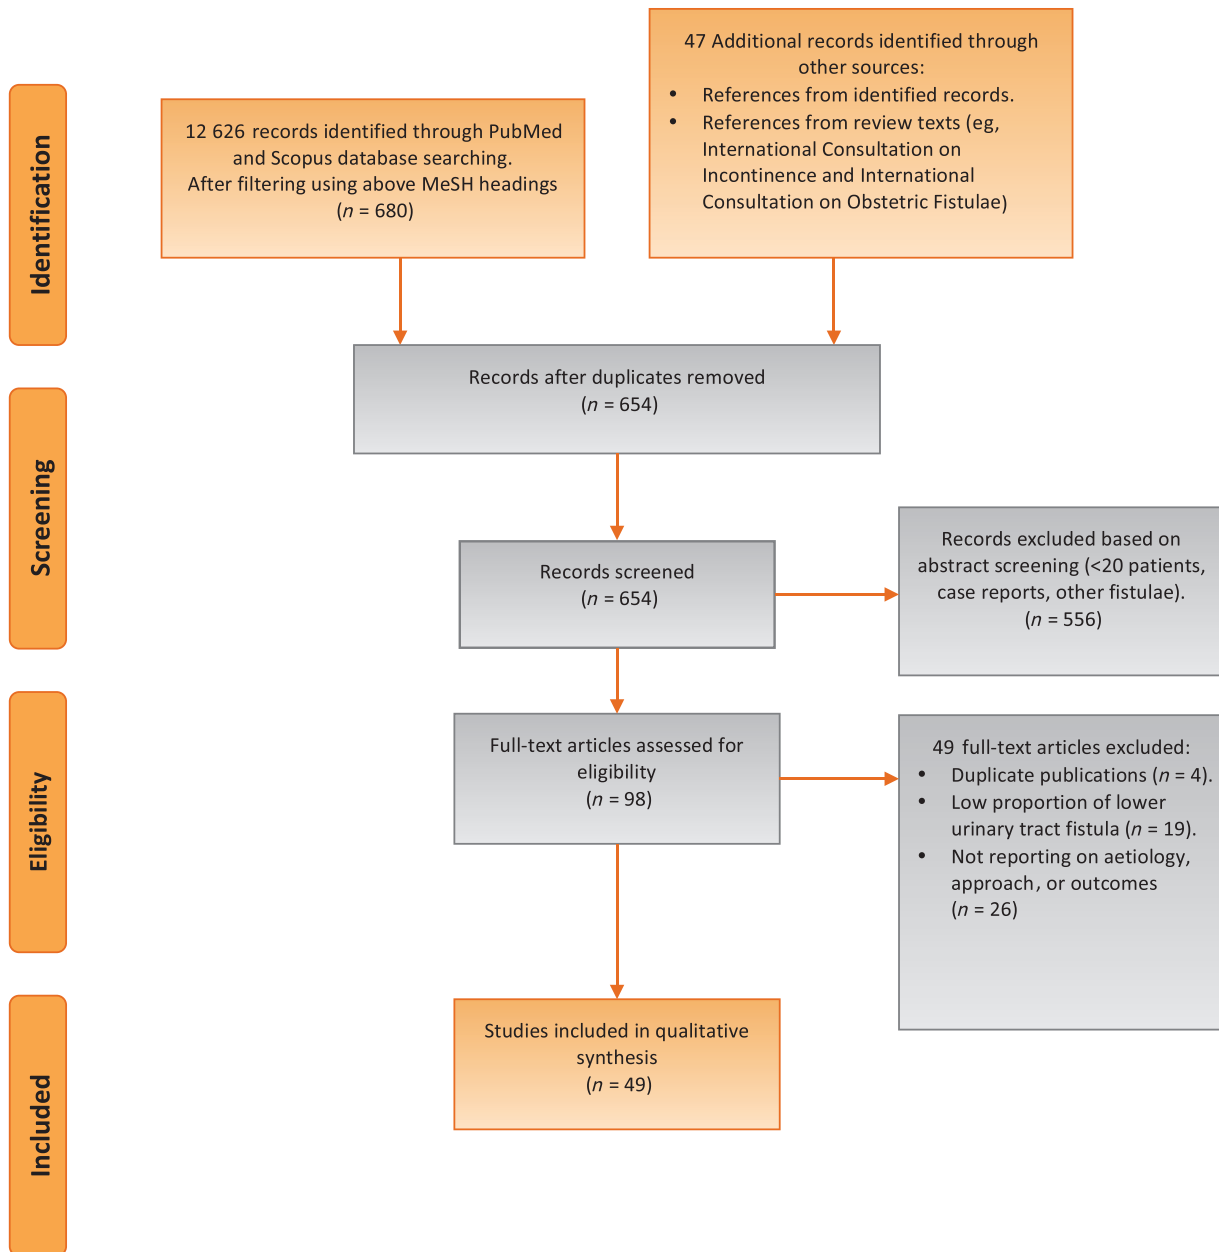 Identification
12 626 records identified through PubMed
and Scopus database searching.
After filtering using above MeSH headings
(n = 680)
47 Additional records identified through
other sources:
• References from identified records.
• References from review texts (eg,
International Consultation on
Incontinence and International
Consultation on Obstetric Fistulae)
Records after duplicates removed
(n = 654)
Screening
Records screened
(n = 654)
Records excluded based on
abstract screening (<20 patients,
case reports, other fistulae).
(n = 556)
Eligibility
Full-text articles assessed for
eligibility
(n = 98)
49 full-text articles excluded:
• Duplicate publications (n = 4).
• Low proportion of lower
urinary tract fistula (n = 19).
• Not reporting on aetiology,
approach, or outcomes
(n = 26)
Included
Studies included in qualitative
synthesis
(n = 49)